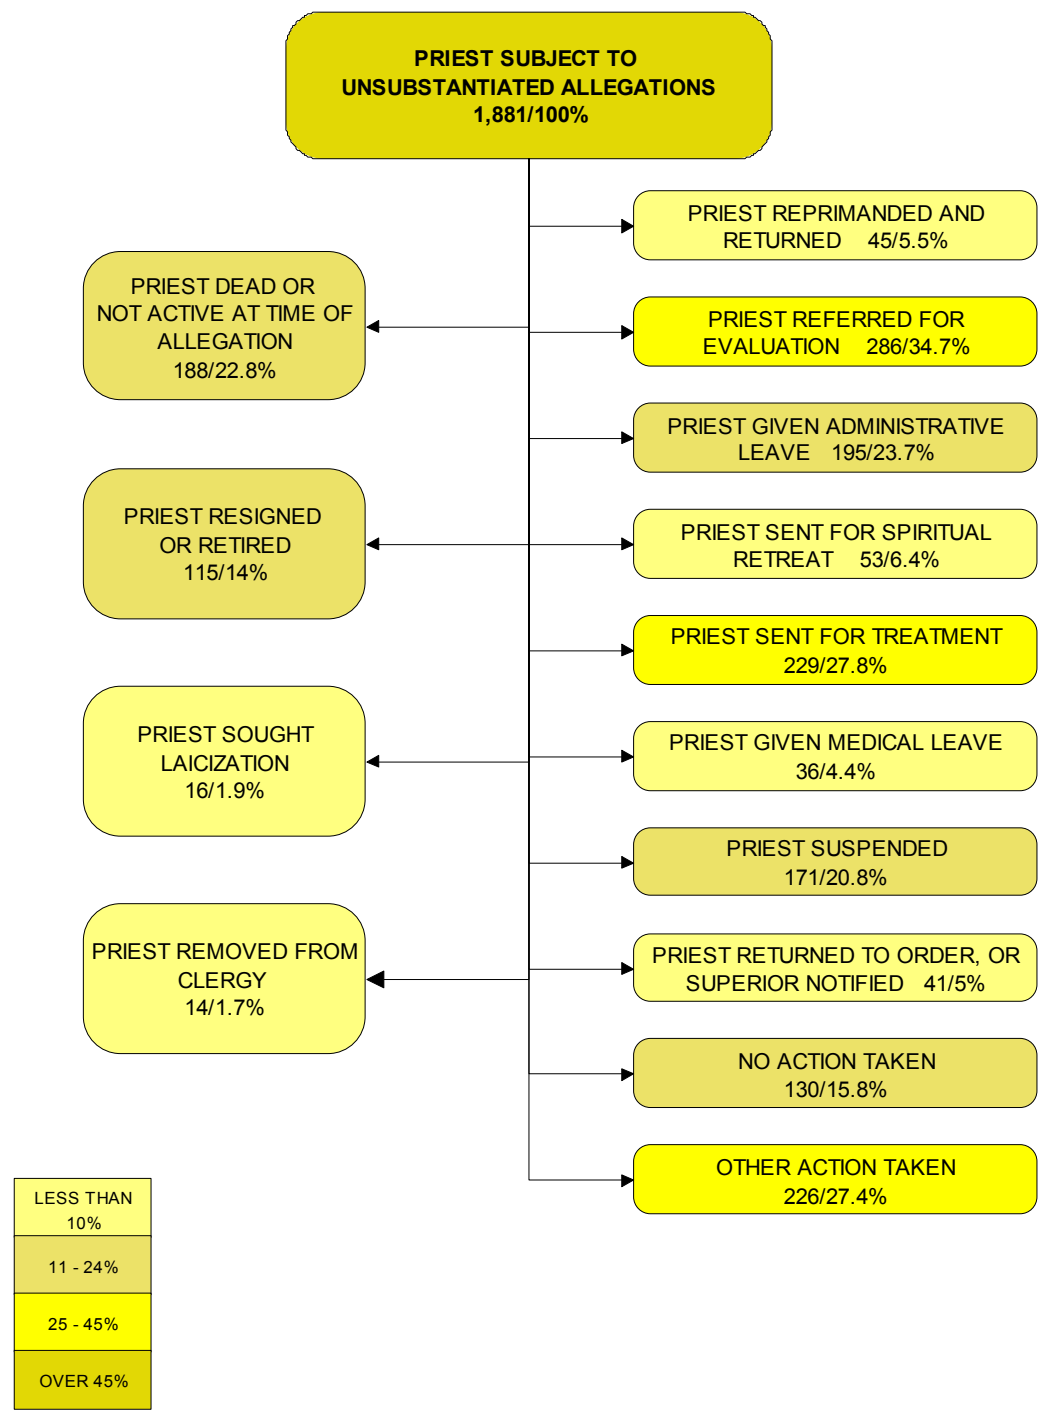 PRIEST SUBJECT TO
UNSUBSTANTIATED ALLEGATIONS
1,881/100%
PRIEST DEAD OR
NOT ACTIVE AT TIME OF
ALLEGATION
188/22.8%
PRIEST RESIGNED
OR RETIRED
115/14%
PRIEST SOUGHT
LAICIZATION
16/1.9%
PRIEST REMOVED FROM
CLERGY
14/1.7%
PRIEST REPRIMANDED AND
RETURNED 45/5.5%
PRIEST REFERRED FOR
EVALUATION 286/34.7%
PRIEST GIVEN ADMINISTRATIVE
LEAVE 195/23.7%
PRIEST SENT FOR SPIRITUAL
RETREAT 53/6.4%
PRIEST SENT FOR TREATMENT
229/27.8%
PRIEST GIVEN MEDICAL LEAVE
36/4.4%
PRIEST SUSPENDED
171/20.8%
PRIEST RETURNED TO ORDER, OR
SUPERIOR NOTIFIED 41/5%
NO ACTION TAKEN
130/15.8%
OTHER ACTION TAKEN
226/27.4%
LESS THAN
10%
11 - 24%
25 - 45%
OVER 45%